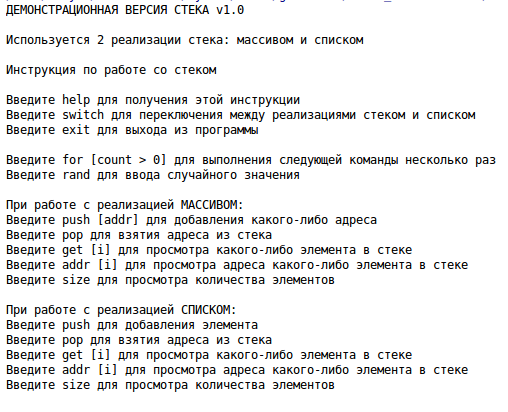 ДЕМОНСТРАЦИОННАЯ ВЕРСИЯ СТЕКА v1.0
Используется 2 реализации стека: массивом и списком
Инструкция по работе со стеком
Введите help для получения этой инструкции
Введите switch для переключения между реализациями стеком и списком
Введите exit для выхода из программы
Введите for [count > 0] для выполнения следующей команды несколько раз
Введите rand для ввода случайного значения
При работе с реализацией МАССИВОМ:
Введите push [addr] для добавления какого-либо адреса
Введите pop для взятия адреса из стека
Введите get [i] для просмотра какого-либо элемента в стеке
Введите addr [i] для просмотра адреса какого-либо элемента в стеке
Введите size для просмотра количества элементов
При работе с реализацией СПИСКОМ:
Введите push для добавления элемента
Введите pop для взятия адреса из стека
Введите get [i] для просмотра какого-либо элемента в стеке
Введите addr [i] для просмотра адреса какого-либо элемента в стеке
Введите size для просмотра количества элементов